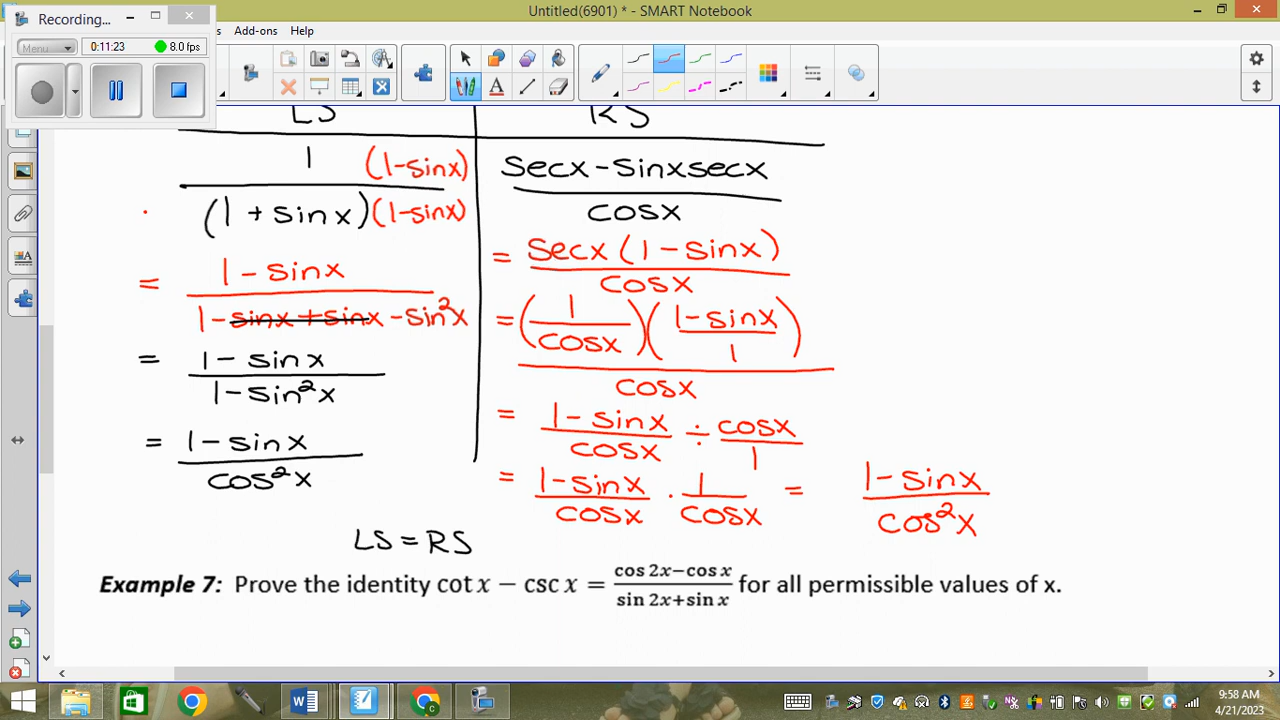 Untitled(6901) * - SMART Notebook
Recording...
Menu
0:11:23
8.0 fps
Add-ons Help
LS
RS
1 (1-sinx)
(1 + sin x)(1-sinx)
= 1 - sinx
1 - sinx + sinx - sin²x
= 1 - sin x
1 - sin²x
= 1 - sin x
cos²x
secx - sinxsecx
cosx
= secx (1 - sinx)
cosx
= (1/cosx)(1-sinx/1)
cosx
= 1 - sinx/cosx ÷ cosx/1
= 1-sinx/cosx · 1/cosx = 1-sinx/cos²x
LS = RS
Example 7: Prove the identity cot x − csc x = cos 2x−cos x / sin 2x+sin x for all permissible values of x.
9:58 AM
4/21/2023